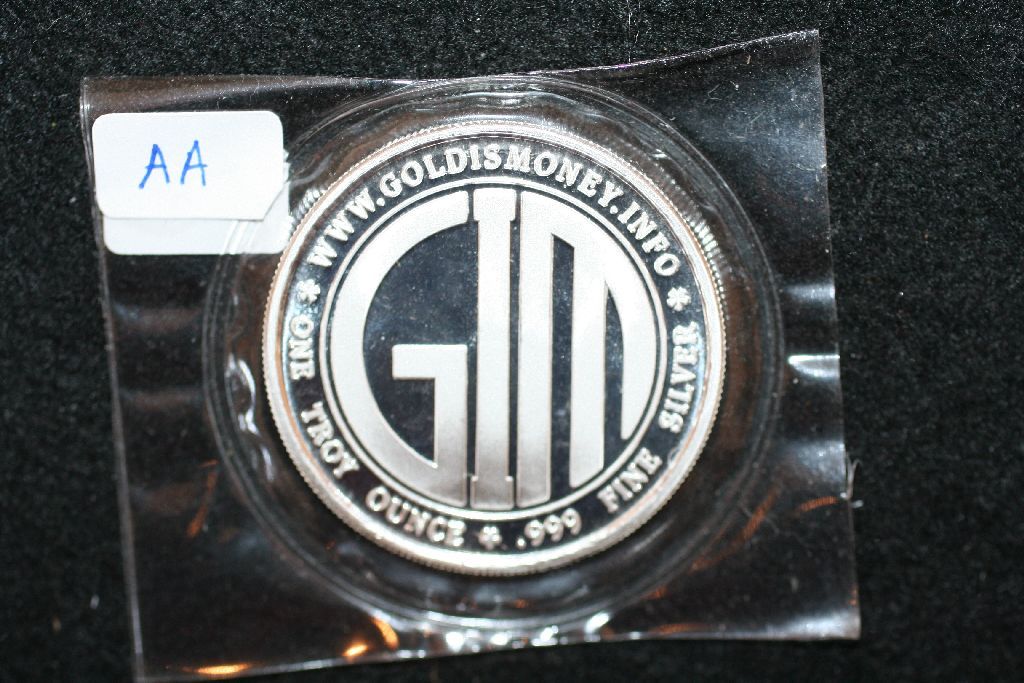 AA
WWW.GOLDISMONEY.INFO
GIM
* ONE TROY OUNCE * .999 FINE SILVER *